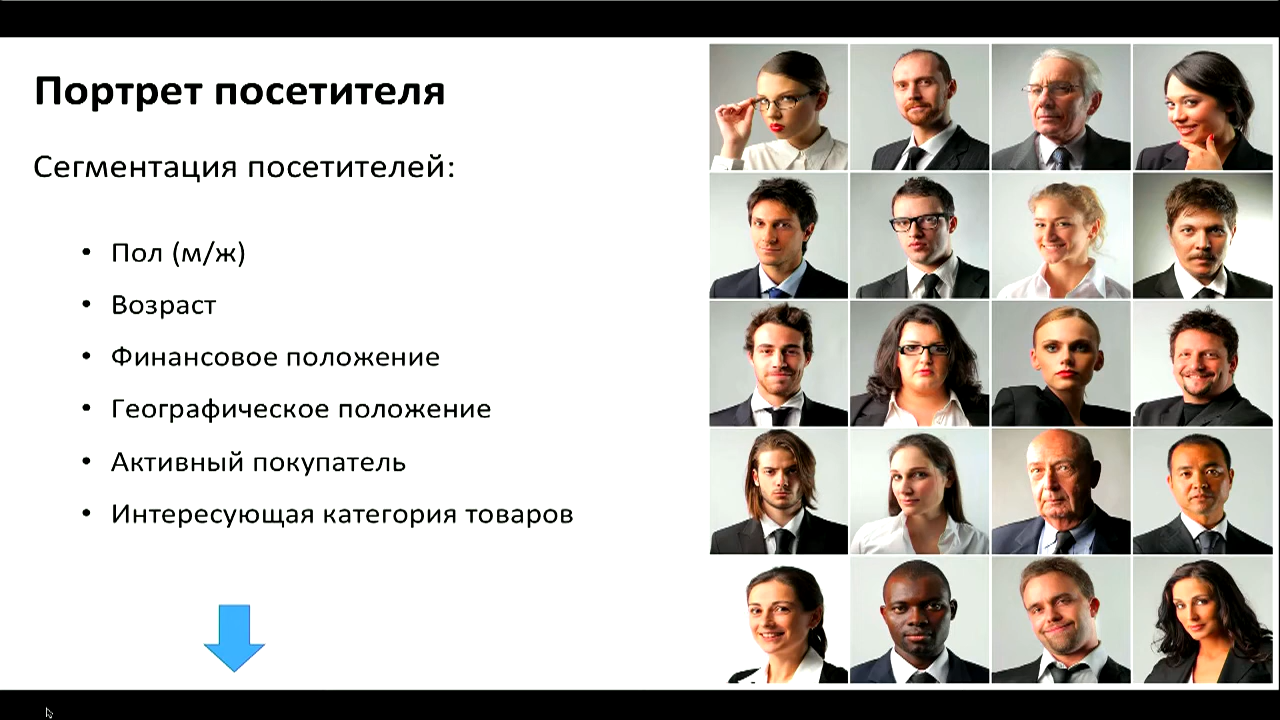 Портрет посетителя
Сегментация посетителей:
• Пол (м/ж)
• Возраст
• Финансовое положение
• Географическое положение
• Активный покупатель
• Интересующая категория товаров